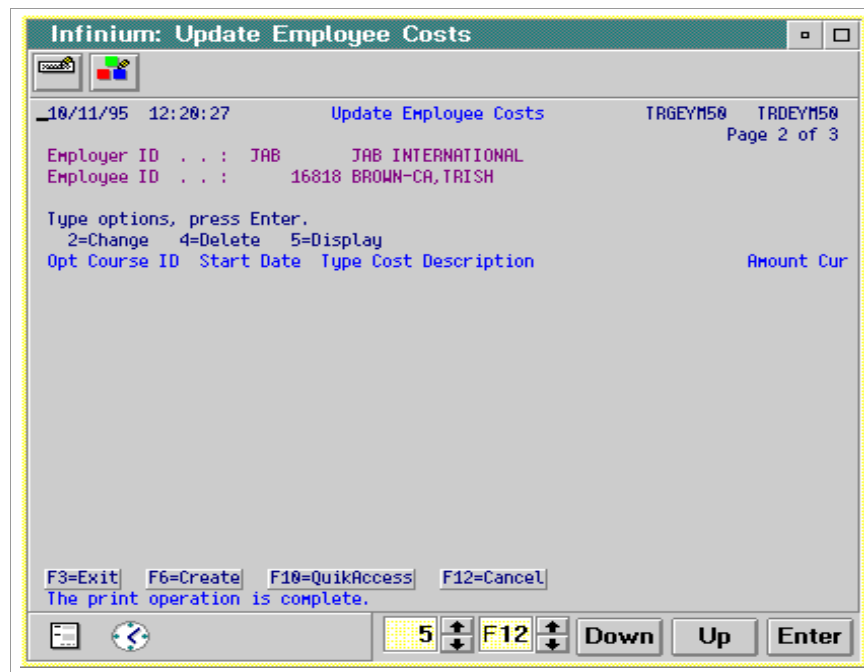 Infinium: Update Employee Costs
10/11/95 12:20:27 Update Employee Costs TRGEYM50 TRDEYM50
Page 2 of 3
Employer ID . . : JAB JAB INTERNATIONAL
Employee ID . . : 16818 BROWN-CA,TRISH
Type options, press Enter.
2=Change 4=Delete 5=Display
Opt Course ID Start Date Type Cost Description Amount Cur
F3=Exit F6=Create F10=QuikAccess F12=Cancel
The print operation is complete.
5 F12 Down Up Enter